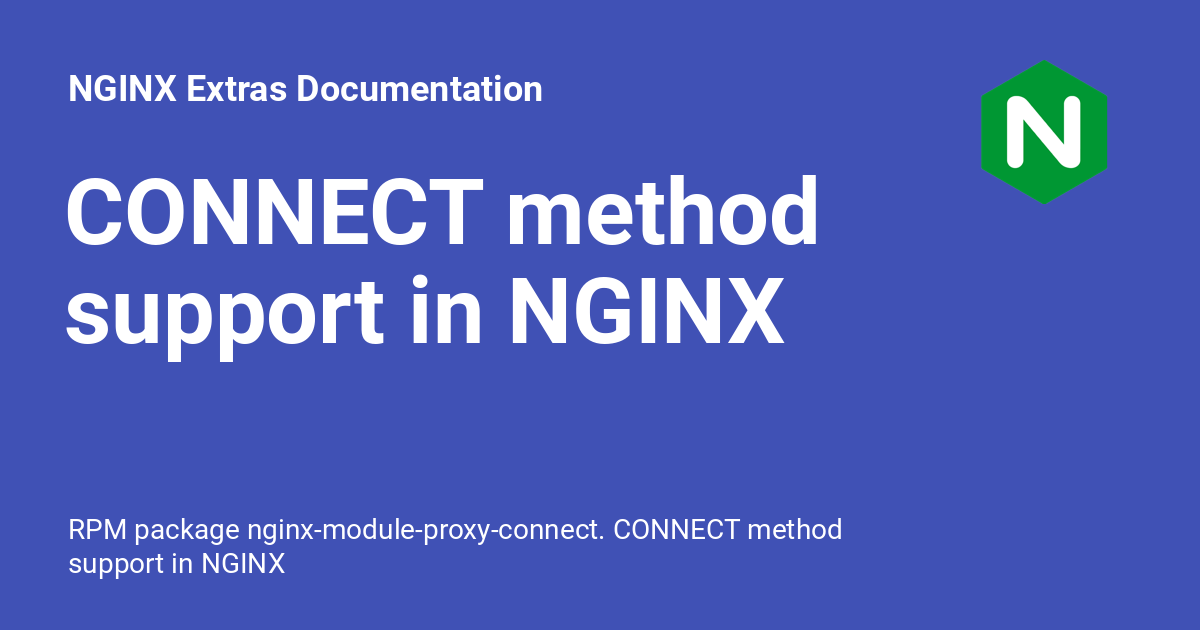 NGINX Extras Documentation
N
CONNECT method
support in NGINX
RPM package nginx-module-proxy-connect. CONNECT method
support in NGINX